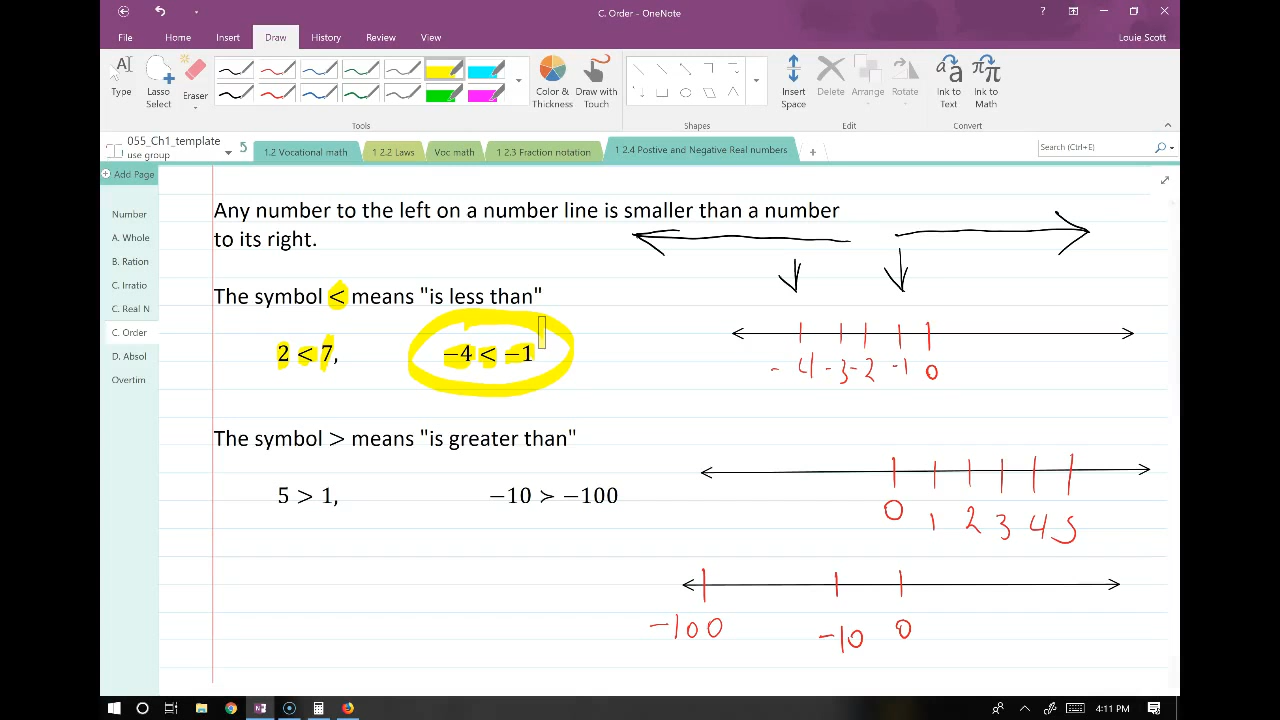 C. Order - OneNote
File Home Insert Draw History Review View Louie Scott
Type Lasso Select Eraser Color & Thickness Draw with Touch Insert Space Delete Arrange Rotate Ink to Text Ink to Math
Tools Shapes Edit Convert
055_Ch1_template
use group
1.2 Vocational math 1.2.2 Laws Voc math 1.2.3 Fraction notation 1 2.4 Postive and Negative Real numbers + Search (Ctrl+E)
Add Page
Number
A. Whole
B. Ration
C. Irratio
C. Real N
C. Order
D. Absol
Overtim
Any number to the left on a number line is smaller than a number
to its right.
The symbol < means "is less than"
2 < 7, −4 < −1
-4 -3 -2 -1 0
The symbol > means "is greater than"
5 > 1, −10 > −100
0 1 2 3 4 5
-100 -10 0
4:11 PM